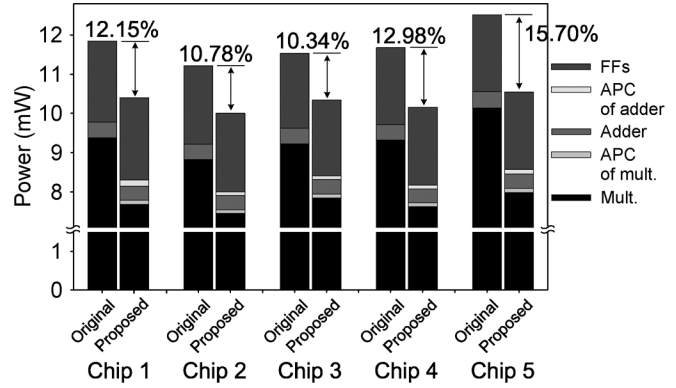 12.15%
10.78%
10.34%
12.98%
15.70%
Power (mW)
12
11
10
9
8
1
0
FFs
APC
of adder
Adder
APC
of mult.
Mult.
Original
Proposed
Original
Proposed
Original
Proposed
Original
Proposed
Original
Proposed
Chip 1
Chip 2
Chip 3
Chip 4
Chip 5